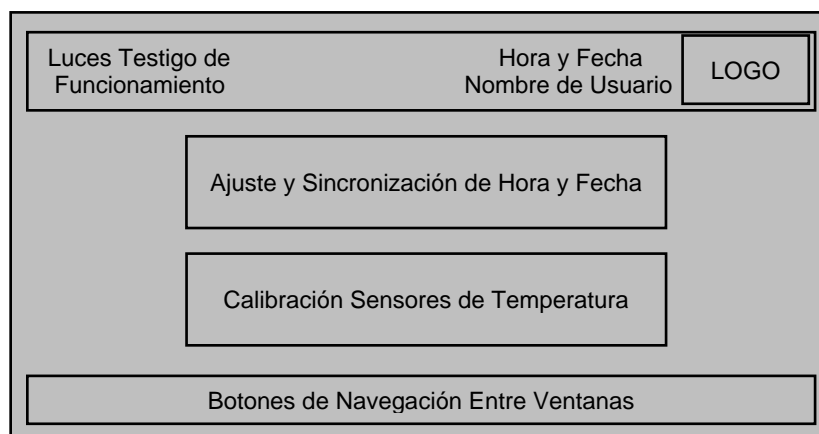 Luces Testigo de
Funcionamiento
Hora y Fecha
Nombre de Usuario
LOGO
Ajuste y Sincronización de Hora y Fecha
Calibración Sensores de Temperatura
Botones de Navegación Entre Ventanas